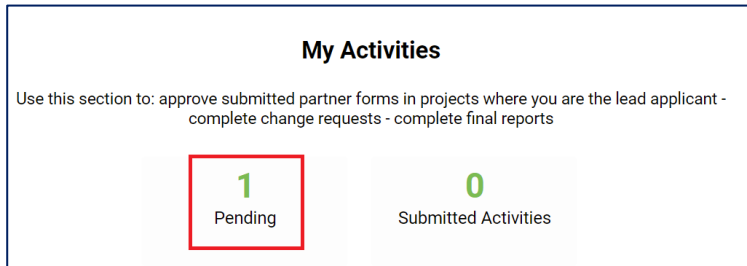 My Activities
Use this section to: approve submitted partner forms in projects where you are the lead applicant -
complete change requests - complete final reports
1
Pending
0
Submitted Activities